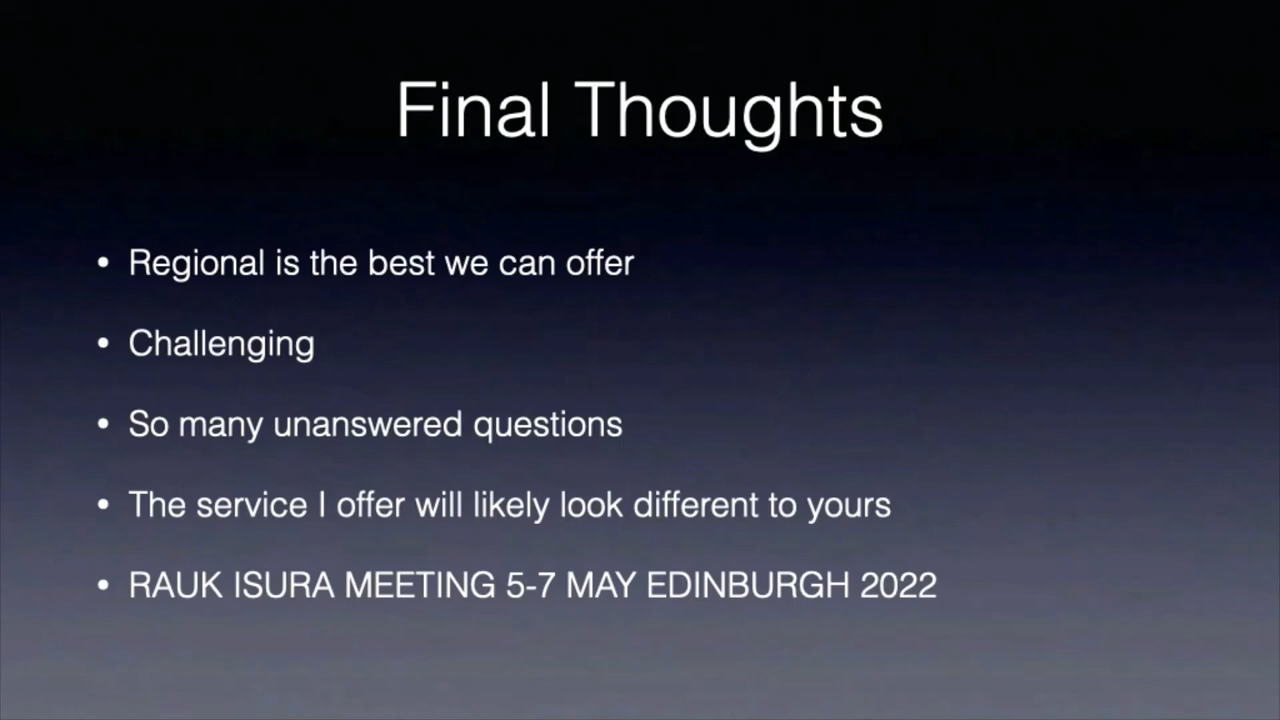 Final Thoughts
• Regional is the best we can offer
• Challenging
• So many unanswered questions
• The service I offer will likely look different to yours
• RAUK ISURA MEETING 5-7 MAY EDINBURGH 2022